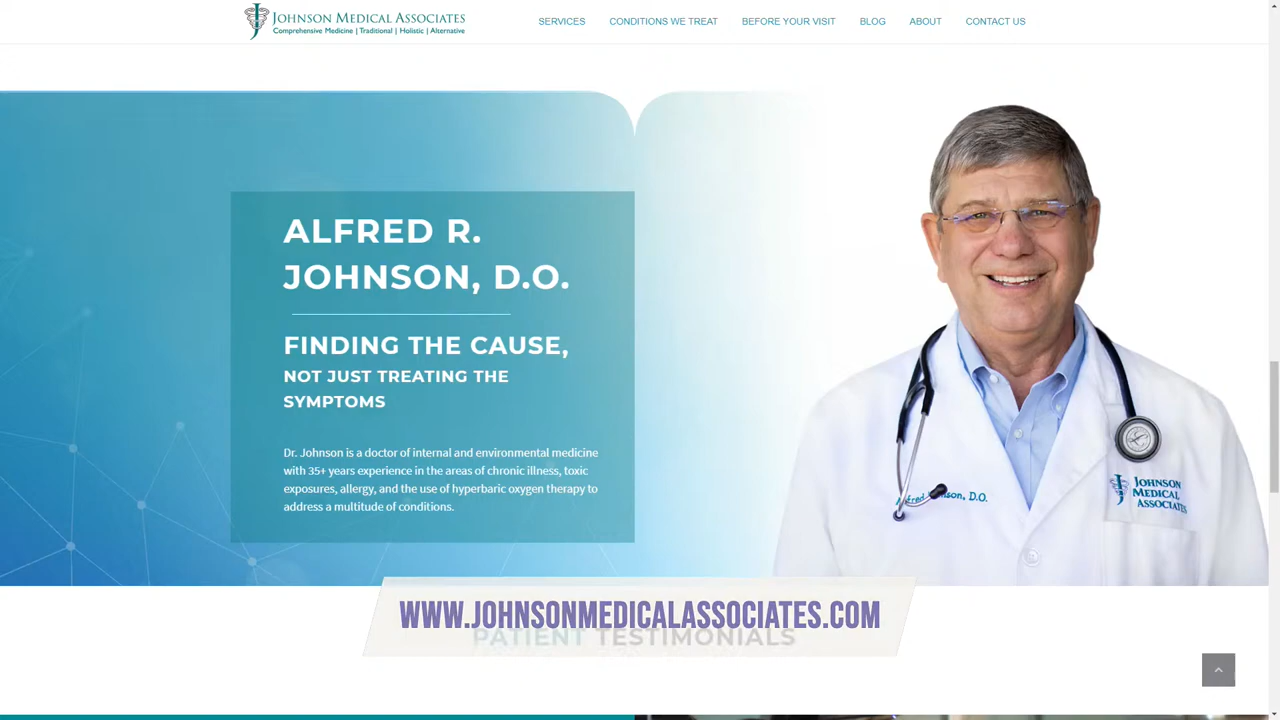 JOHNSON MEDICAL ASSOCIATES
Comprehensive Medicine | Traditional | Holistic | Alternative
SERVICES
CONDITIONS WE TREAT
BEFORE YOUR VISIT
BLOG
ABOUT
CONTACT US
ALFRED R.
JOHNSON, D.O.
FINDING THE CAUSE,
NOT JUST TREATING THE
SYMPTOMS
Dr. Johnson is a doctor of internal and environmental medicine
with 35+ years experience in the areas of chronic illness, toxic
exposures, allergy, and the use of hyperbaric oxygen therapy to
address a multitude of conditions.
JOHNSON
MEDICAL
ASSOCIATES
WWW.JOHNSONMEDICALASSOCIATES.COM
PATIENT TESTIMONIALS